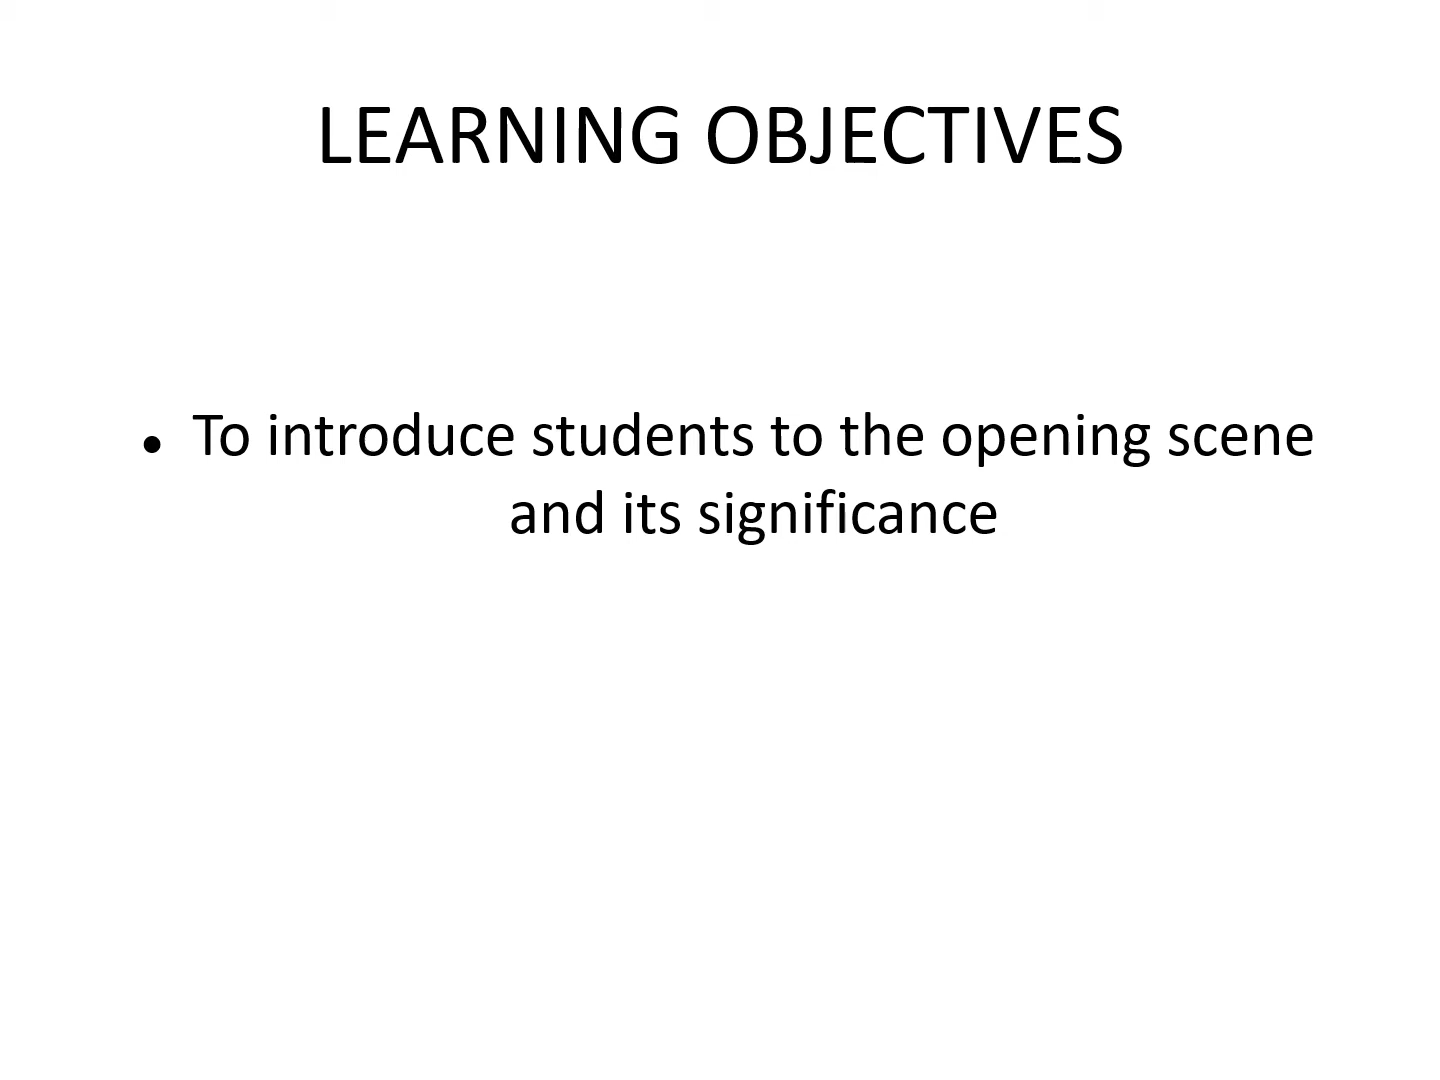 LEARNING OBJECTIVES
• To introduce students to the opening scene
and its significance